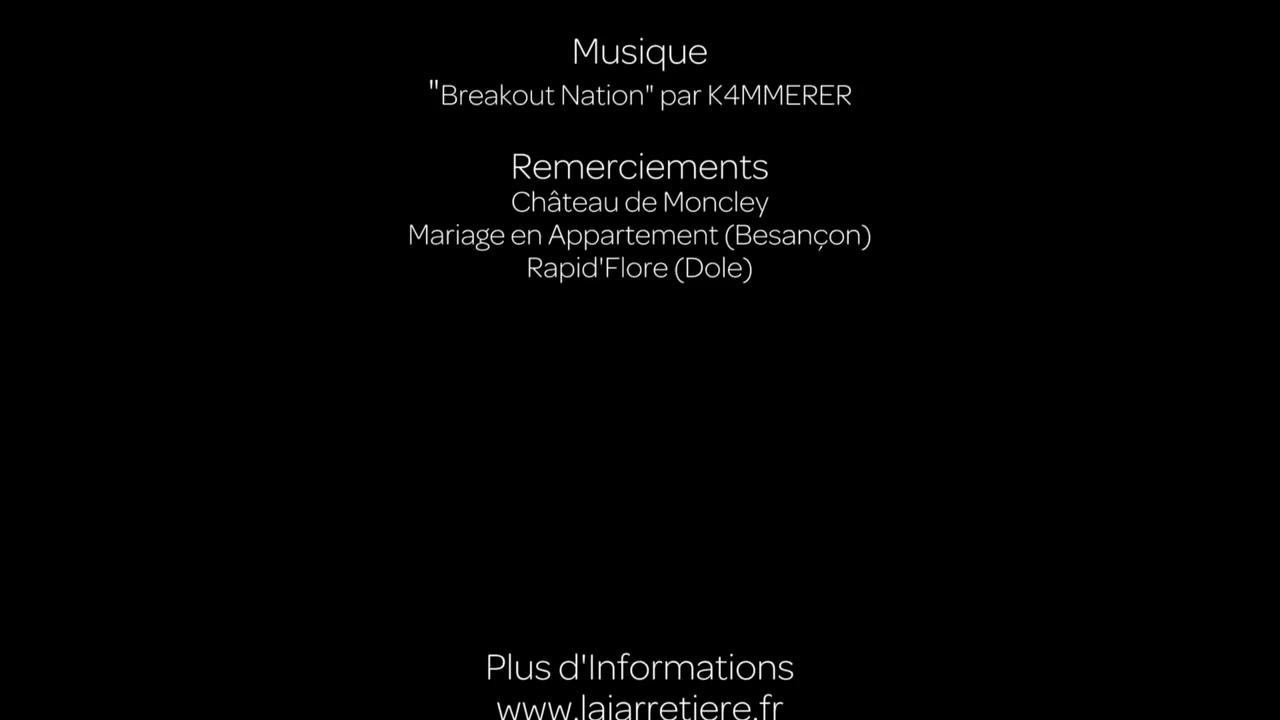 Musique
"Breakout Nation" par K4MMERER
Remerciements
Château de Moncley
Mariage en Appartement (Besançon)
Rapid'Flore (Dole)
Plus d'Informations
www.lajarretiere.fr